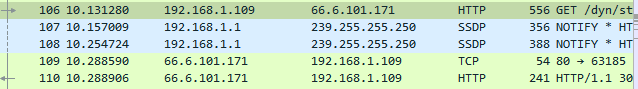 106 10.131280 192.168.1.109 66.6.101.171 HTTP 556 GET /dyn/st
107 10.157009 192.168.1.1 239.255.255.250 SSDP 356 NOTIFY * HT
108 10.254724 192.168.1.1 239.255.255.250 SSDP 388 NOTIFY * HT
109 10.288590 66.6.101.171 192.168.1.109 TCP 54 80 → 63185
110 10.288906 66.6.101.171 192.168.1.109 HTTP 241 HTTP/1.1 30